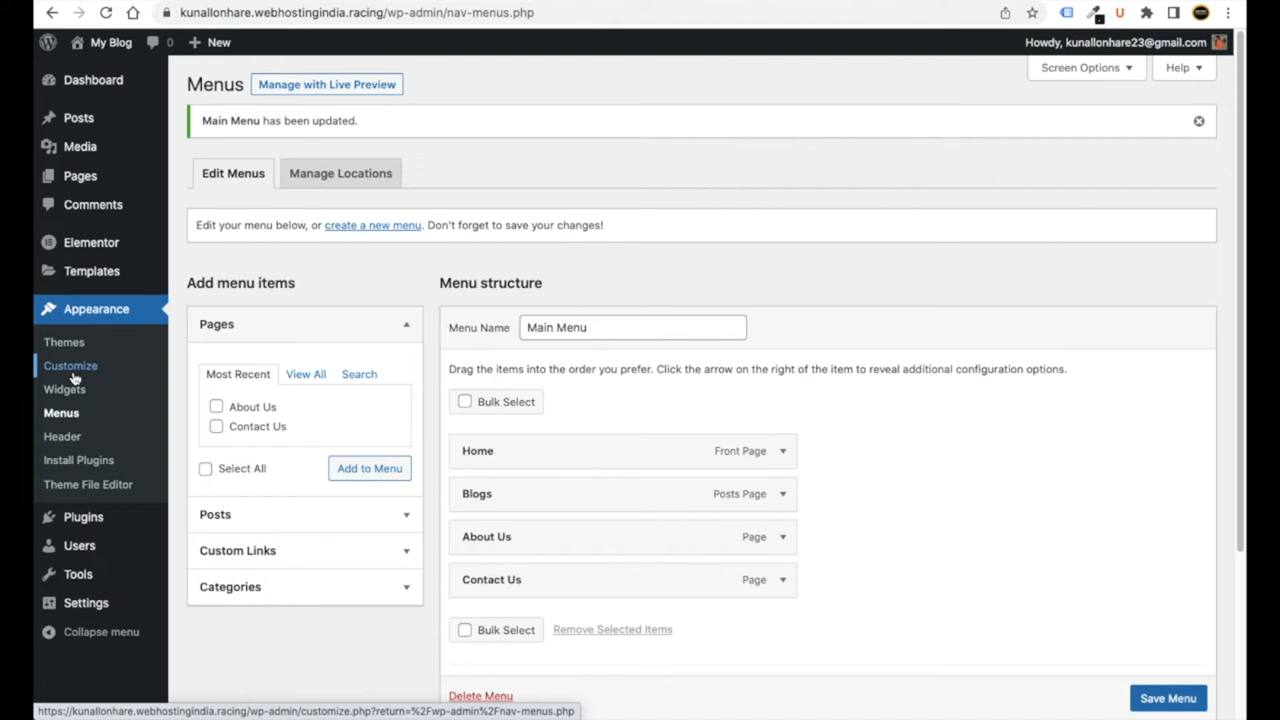 kunallonhare.webhostingindia.racing/wp-admin/nav-menus.php
My Blog
0
New
Howdy, kunallonhare23@gmail.com
Dashboard
Posts
Media
Pages
Comments
Elementor
Templates
Appearance
Themes
Customize
Widgets
Menus
Header
Install Plugins
Theme File Editor
Plugins
Users
Tools
Settings
Collapse menu
Screen Options
Help
Menus
Manage with Live Preview
Main Menu has been updated.
Edit Menus
Manage Locations
Edit your menu below, or create a new menu. Don't forget to save your changes!
Add menu items
Pages
Most Recent
View All
Search
About Us
Contact Us
Select All
Add to Menu
Posts
Custom Links
Categories
Menu structure
Menu Name
Main Menu
Drag the items into the order you prefer. Click the arrow on the right of the item to reveal additional configuration options.
Bulk Select
Home
Front Page
Blogs
Posts Page
About Us
Page
Contact Us
Page
Bulk Select
Remove Selected Items
Delete Menu
Save Menu
https://kunallonhare.webhostingindia.racing/wp-admin/customize.php?return=%2Fwp-admin%2Fnav-menus.php